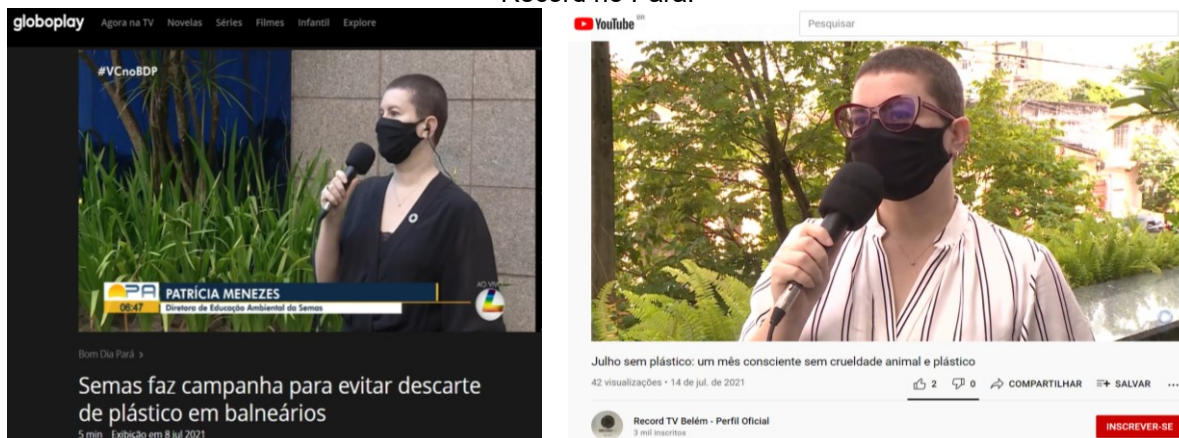 Record no Pará.
globoplay Agora na TV Novelas Séries Filmes Infantil Explore
#VCnoBDP
AO VIVO
PA PATRÍCIA MENEZES
06:47 Diretora de Educação Ambiental da Semas
Bom Dia Pará >
Semas faz campanha para evitar descarte
de plástico em balneários
5 min Exibição em 8 jul 2021
YouTube BR Pesquisar
Julho sem plástico: um mês consciente sem crueldade animal e plástico
42 visualizações • 14 de jul. de 2021 2 0 COMPARTILHAR SALVAR ...
Record TV Belém - Perfil Oficial
3 mil inscritos
INSCREVER-SE